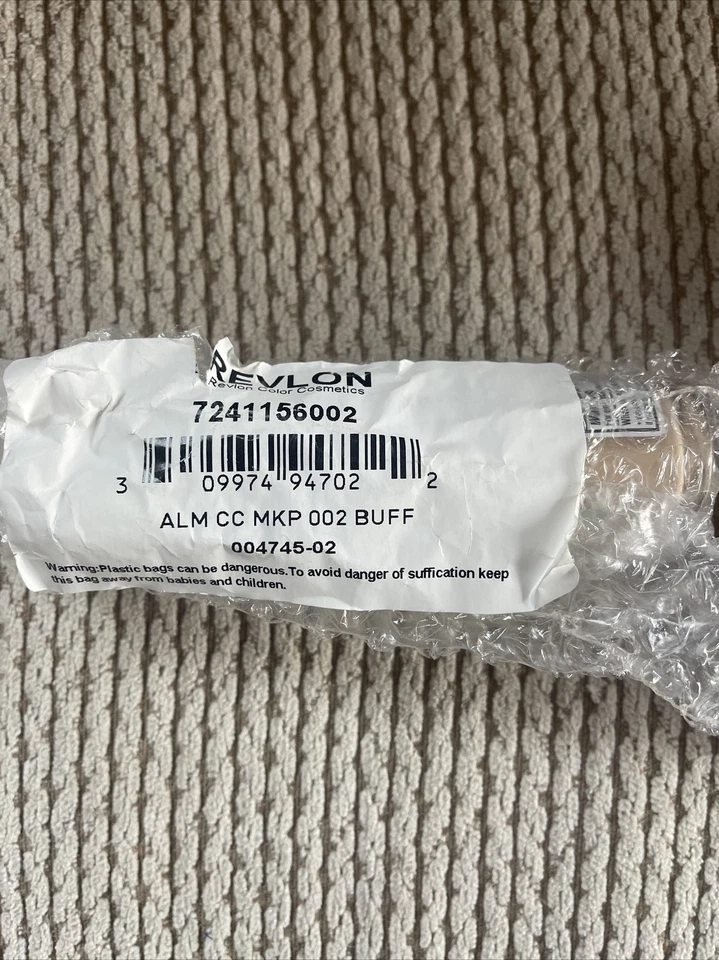 REVLON
Revlon Color Cosmetics
7241156002
3 09974 94702 2
ALM CC MKP 002 BUFF
004745-02
Warning:Plastic bags can be dangerous.To avoid danger of suffication keep
this bag away from babies and children.